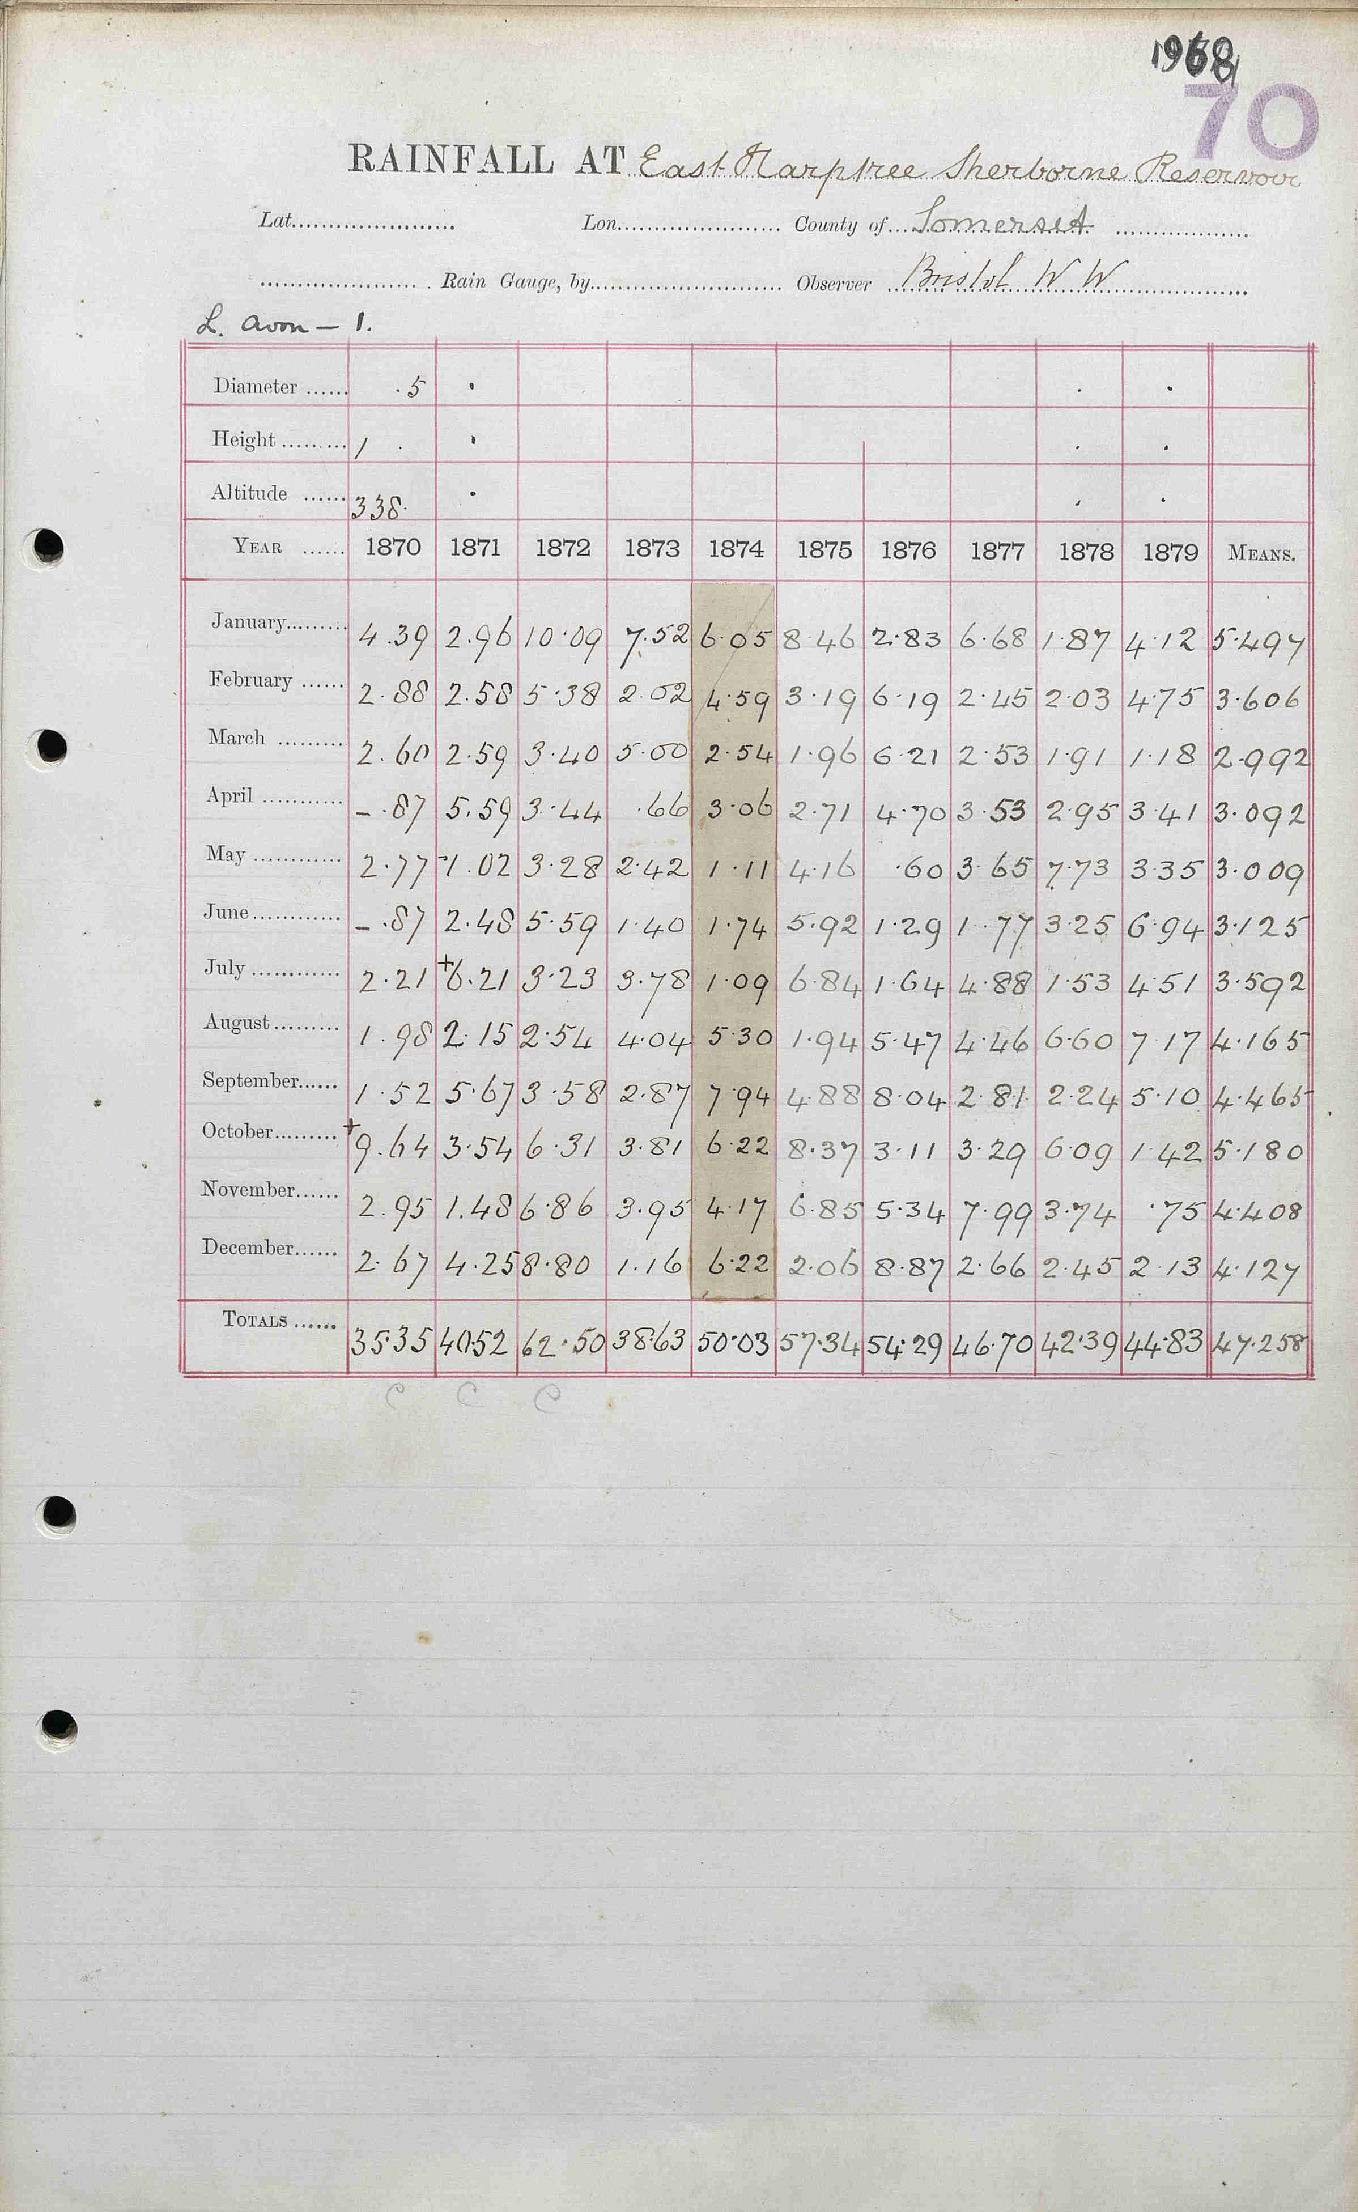 1968
70
RAINFALL AT East Harptree Sherborne Reservoir
Lat. Lon. County of Somerset
Rain Gauge, by Observer Bristol W W
L. Avon – 1.
Diameter ...... .5
Height ......... 1
Altitude ...... 338
YEAR ...... 1870 1871 1872 1873 1874 1875 1876 1877 1878 1879 MEANS.
January......... 4.39 2.96 10.09 7.52 6.05 8.46 2.83 6.68 1.87 4.12 5.497
February ...... 2.88 2.58 5.38 2.02 4.59 3.19 6.19 2.45 2.03 4.75 3.606
March ......... 2.60 2.59 3.40 5.00 2.54 1.96 6.21 2.53 1.91 1.18 2.992
April ............ – .87 5.59 3.44 .66 3.06 2.71 4.70 3.53 2.95 3.41 3.092
May ............ 2.77 1.02 3.28 2.42 1.11 4.16 .60 3.65 7.73 3.35 3.009
June............ – .87 2.48 5.59 1.40 1.74 5.92 1.29 1.77 3.25 6.94 3.125
July ............ 2.21 +6.21 3.23 3.78 1.09 6.84 1.64 4.88 1.53 4.51 3.592
August......... 1.98 2.15 2.54 4.04 5.30 1.94 5.47 4.46 6.60 7.17 4.165
September...... 1.52 5.67 3.58 2.87 7.94 4.88 8.04 2.81 2.24 5.10 4.465
October......... +9.64 3.54 6.31 3.81 6.22 8.37 3.11 3.29 6.09 1.42 5.180
November...... 2.95 1.48 6.86 3.95 4.17 6.85 5.34 7.99 3.74 .75 4.408
December...... 2.67 4.25 8.80 1.16 6.22 2.06 8.87 2.66 2.45 2.13 4.127
TOTALS ...... 35.35 40.52 62.50 38.63 50.03 57.34 54.29 46.70 42.39 44.83 47.258
C C C